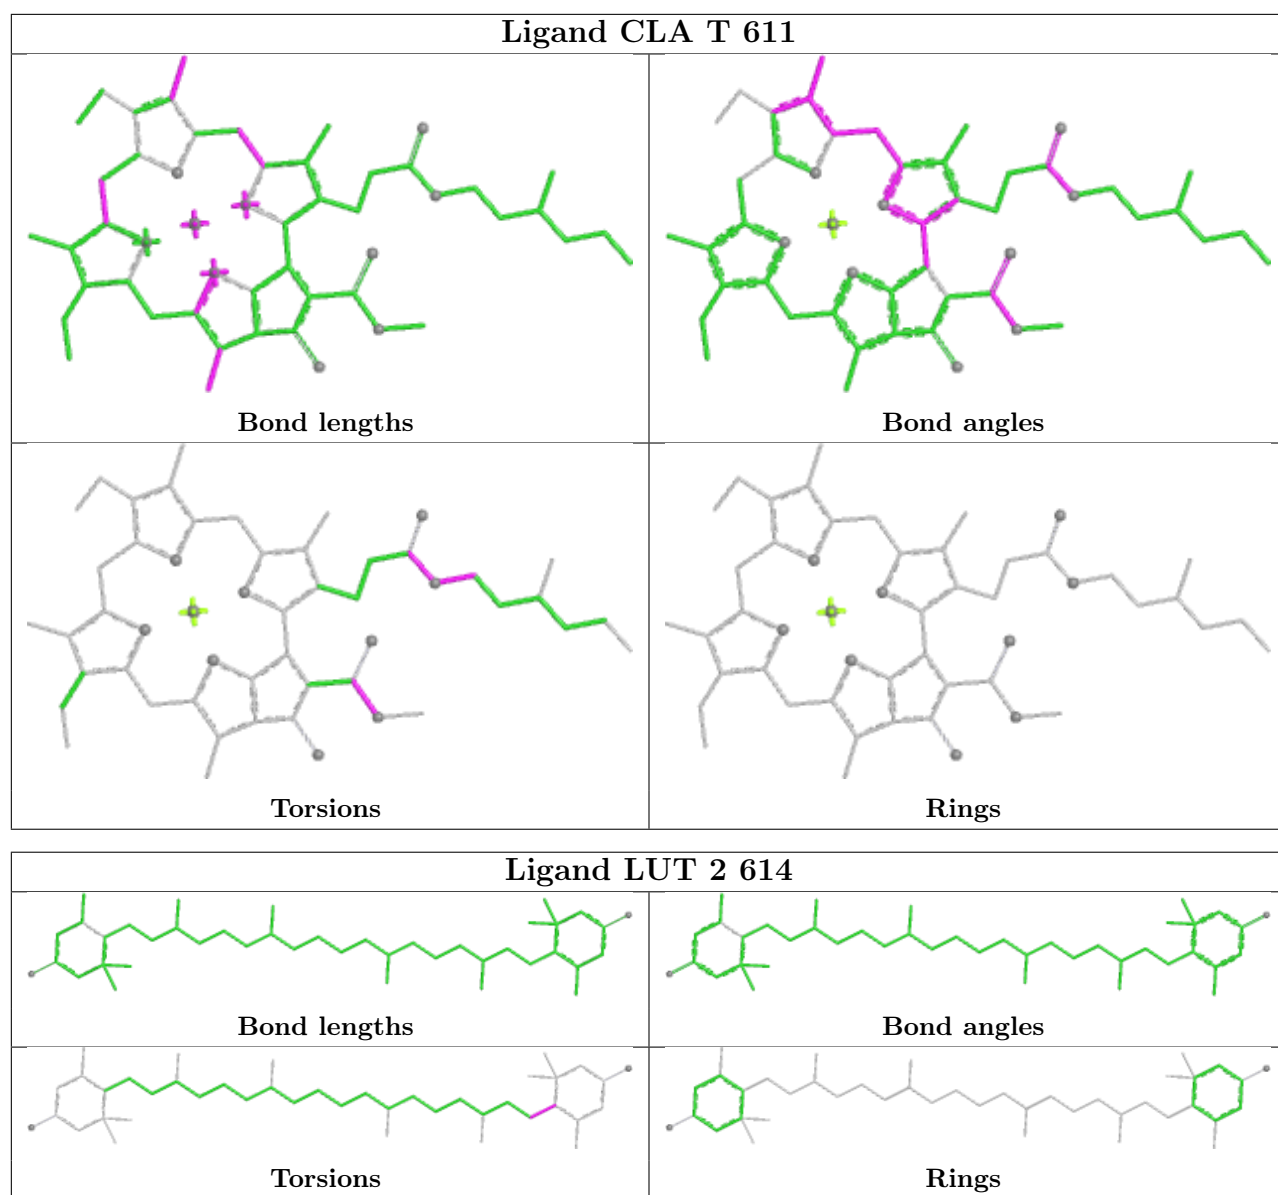 Ligand CLA T 611
Bond lengths
Bond angles
Torsions
Rings
Ligand LUT 2 614
Bond lengths
Bond angles
Torsions
Rings